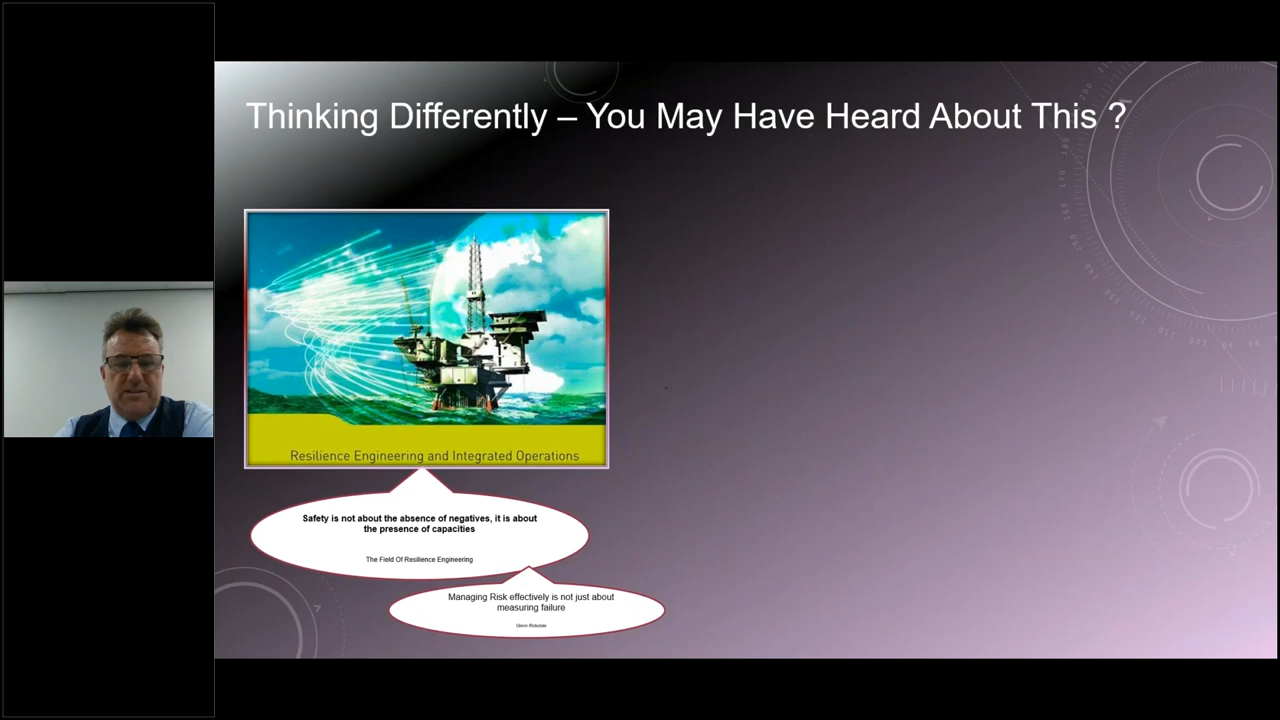 Thinking Differently – You May Have Heard About This ?
Resilience Engineering and Integrated Operations
Safety is not about the absence of negatives, it is about
the presence of capacities
The Field Of Resilience Engineering
Managing Risk effectively is not just about
measuring failure
Glenn